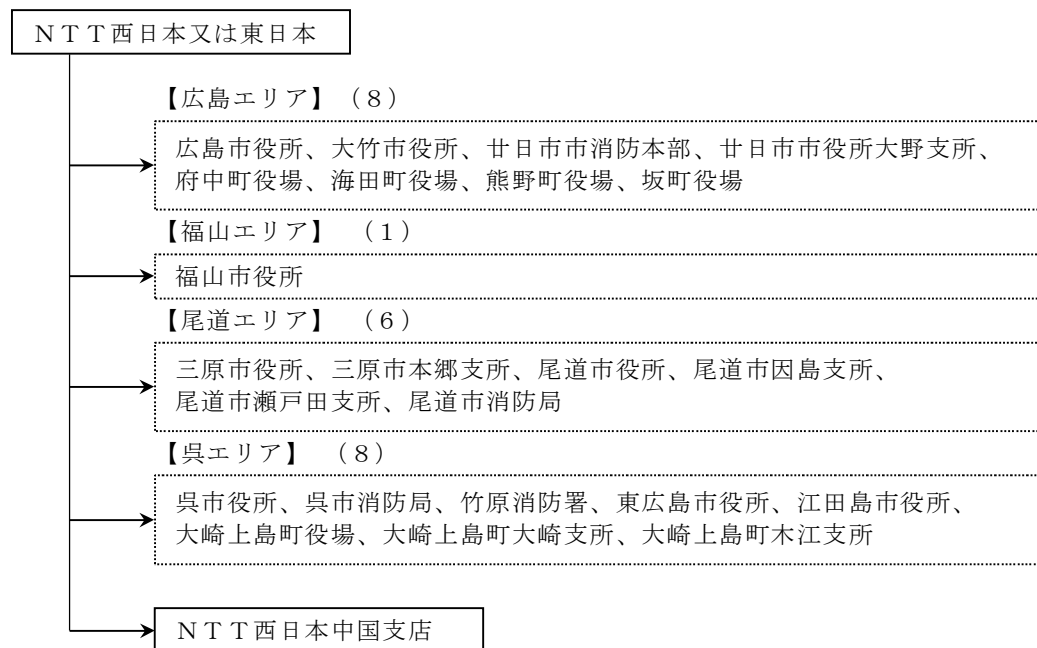 ＮＴＴ西日本又は東日本
【広島エリア】（８）
広島市役所、大竹市役所、廿日市市消防本部、廿日市市役所大野支所、
府中町役場、海田町役場、熊野町役場、坂町役場
【福山エリア】　（１）
福山市役所
【尾道エリア】　（６）
三原市役所、三原市本郷支所、尾道市役所、尾道市因島支所、
尾道市瀬戸田支所、尾道市消防局
【呉エリア】　（８）
呉市役所、呉市消防局、竹原消防署、東広島市役所、江田島市役所、
大崎上島町役場、大崎上島町大崎支所、大崎上島町木江支所
ＮＴＴ西日本中国支店